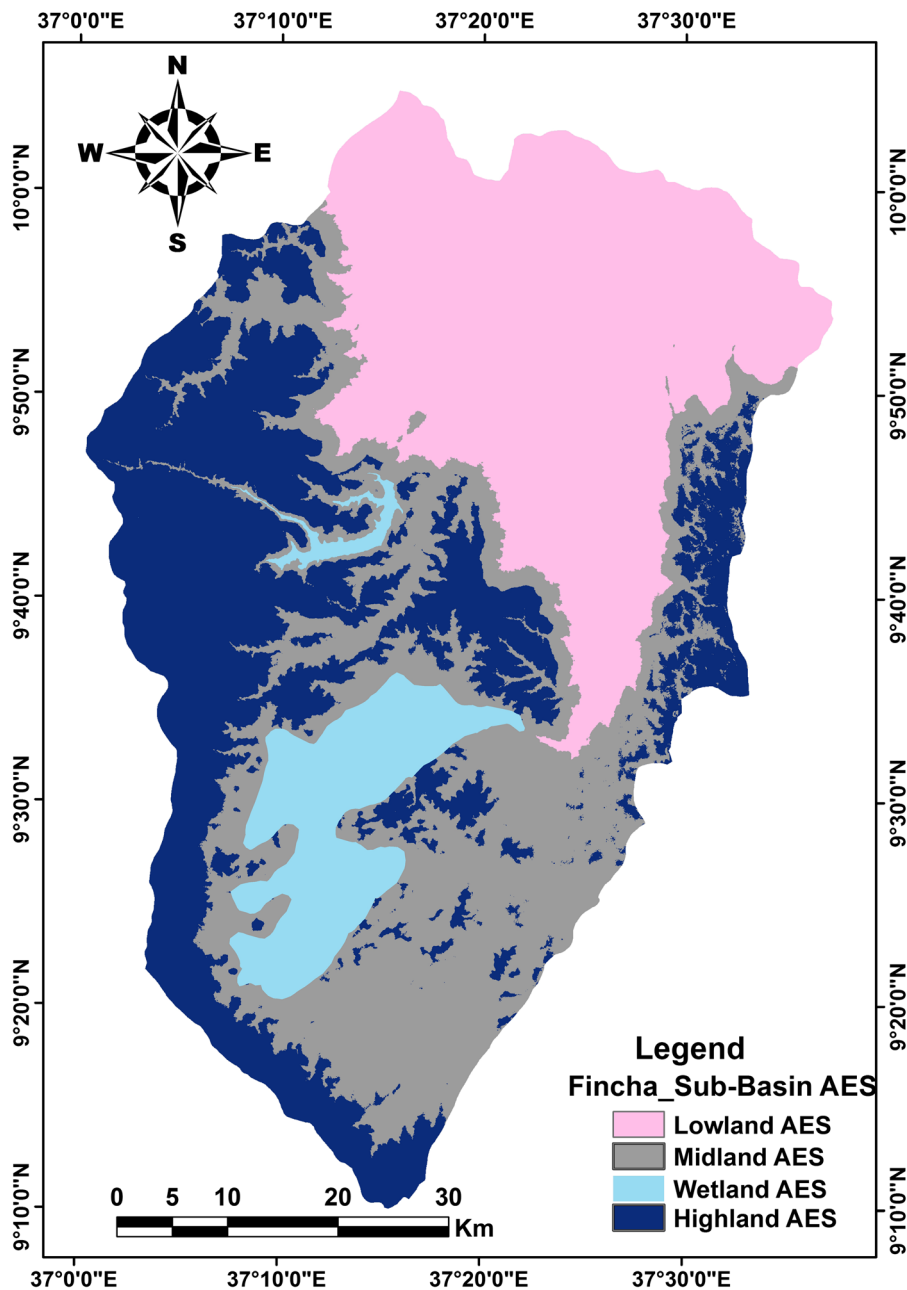 37°0'0"E 37°10'0"E 37°20'0"E 37°30'0"E
N
W E
S
10°0'0"N 10°0'0"N
9°50'0"N 9°50'0"N
9°40'0"N 9°40'0"N
9°30'0"N 9°30'0"N
9°20'0"N 9°20'0"N
Legend
Fincha_Sub-Basin AES
Lowland AES
Midland AES
Wetland AES
Highland AES
9°10'0"N 9°10'0"N
0 5 10 20 30
Km
37°0'0"E 37°10'0"E 37°20'0"E 37°30'0"E